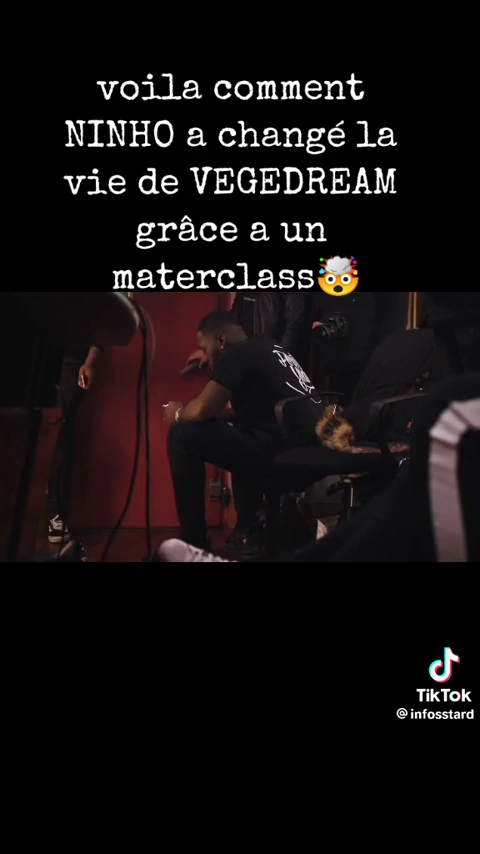 voila comment
NINHO a changé la
vie de VEGEDREAM
grâce a un
materclass🤯
TikTok
@infosstard